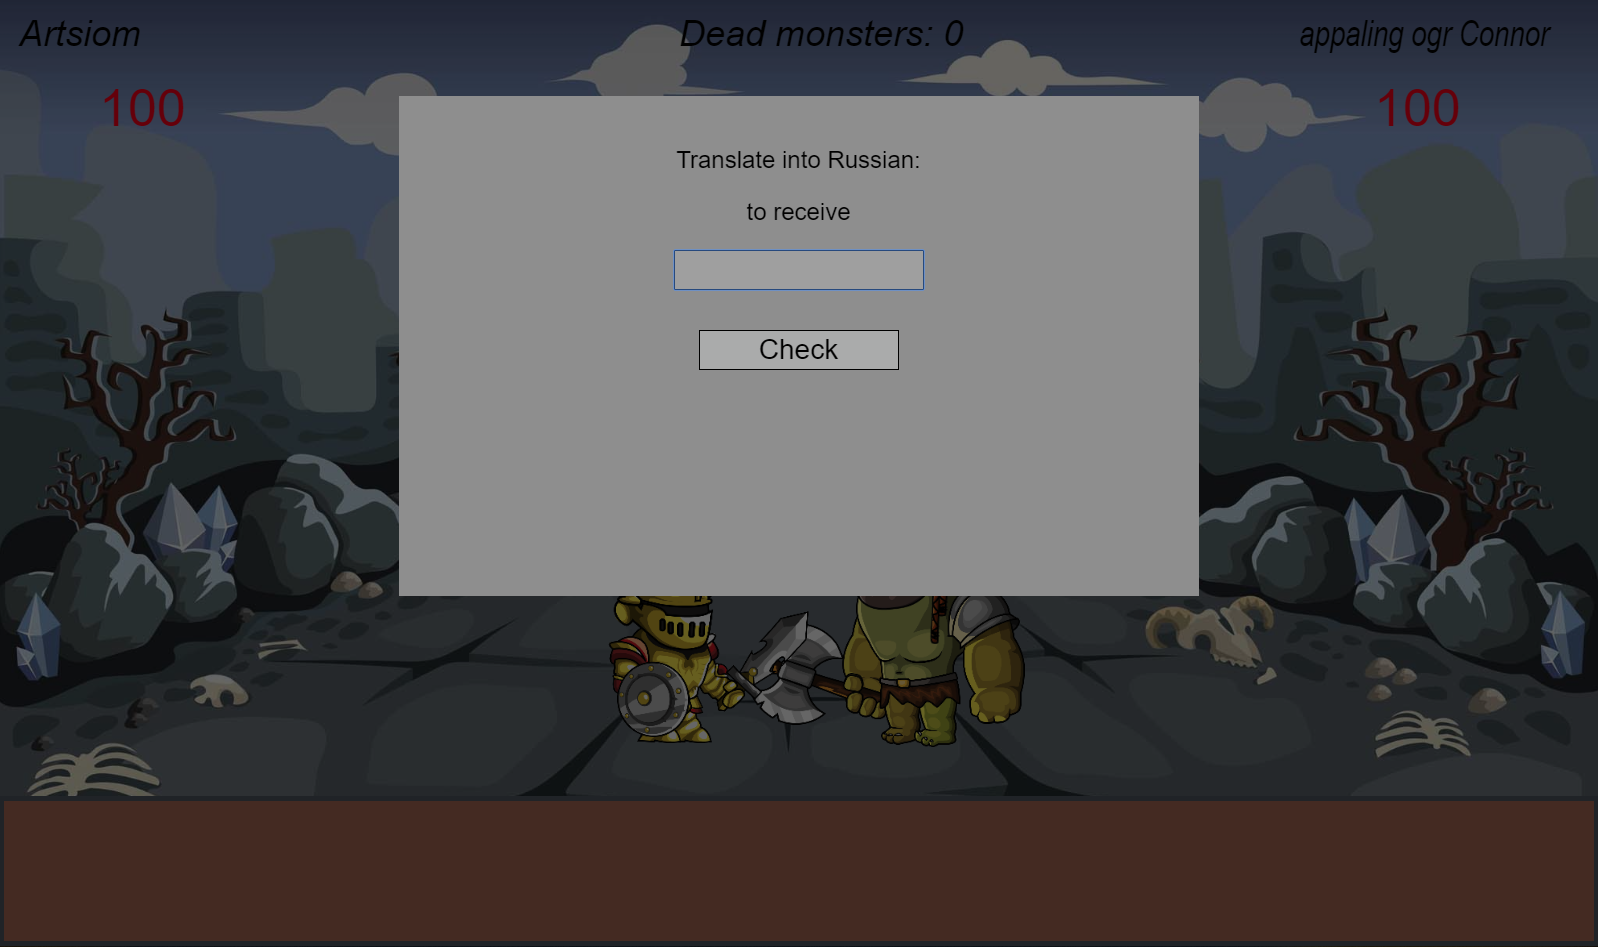 Artsiom
Dead monsters: 0
appaling ogr Connor
100
100
Translate into Russian:
to receive
Check